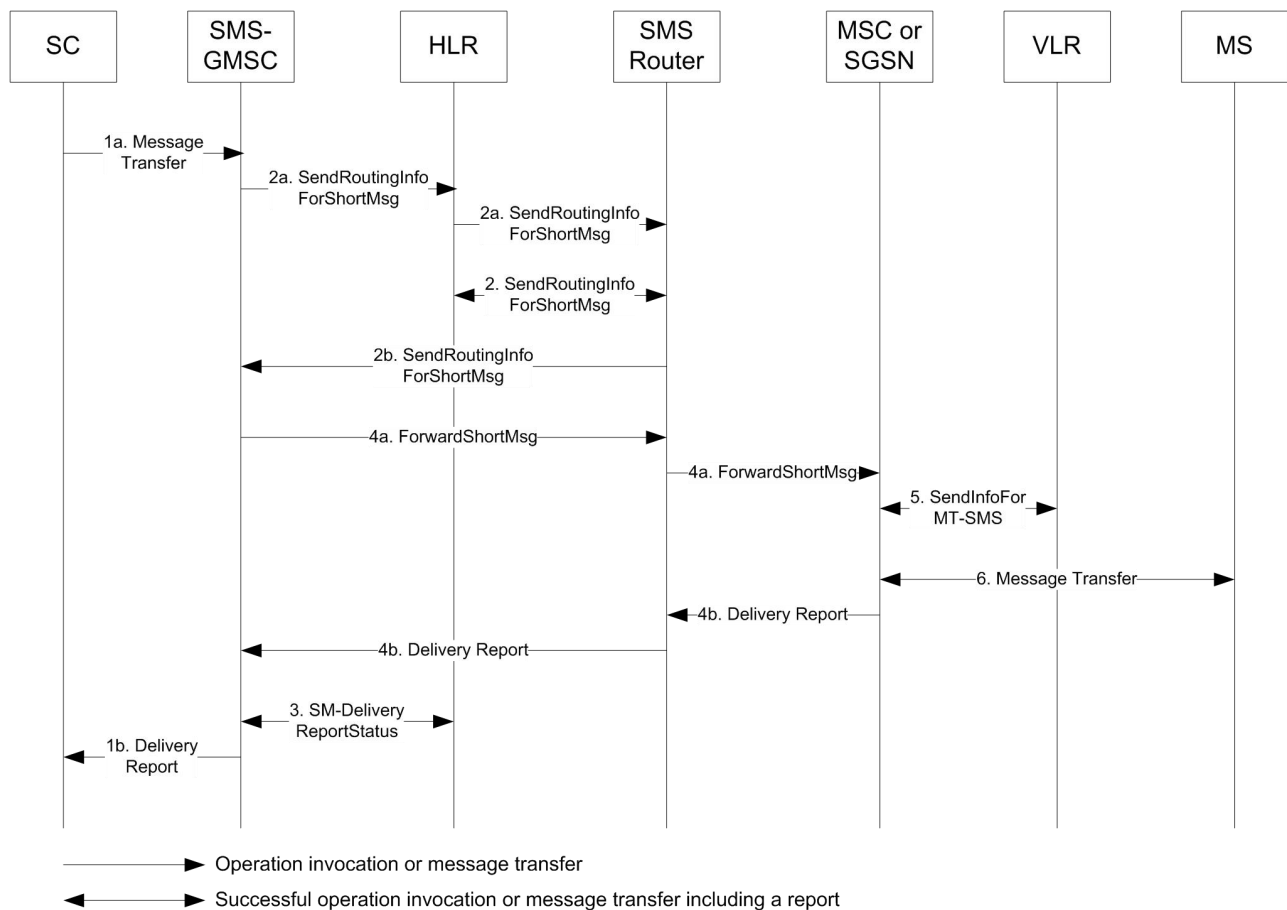 SC
SMS-
GMSC
HLR
SMS
Router
MSC or
SGSN
VLR
MS
1a. Message
Transfer
2a. SendRoutingInfo
ForShortMsg
2a. SendRoutingInfo
ForShortMsg
2. SendRoutingInfo
ForShortMsg
2b. SendRoutingInfo
ForShortMsg
4a. ForwardShortMsg
4a. ForwardShortMsg
5. SendInfoFor
MT-SMS
6. Message Transfer
4b. Delivery Report
4b. Delivery Report
3. SM-Delivery
ReportStatus
1b. Delivery
Report
Operation invocation or message transfer
Successful operation invocation or message transfer including a report